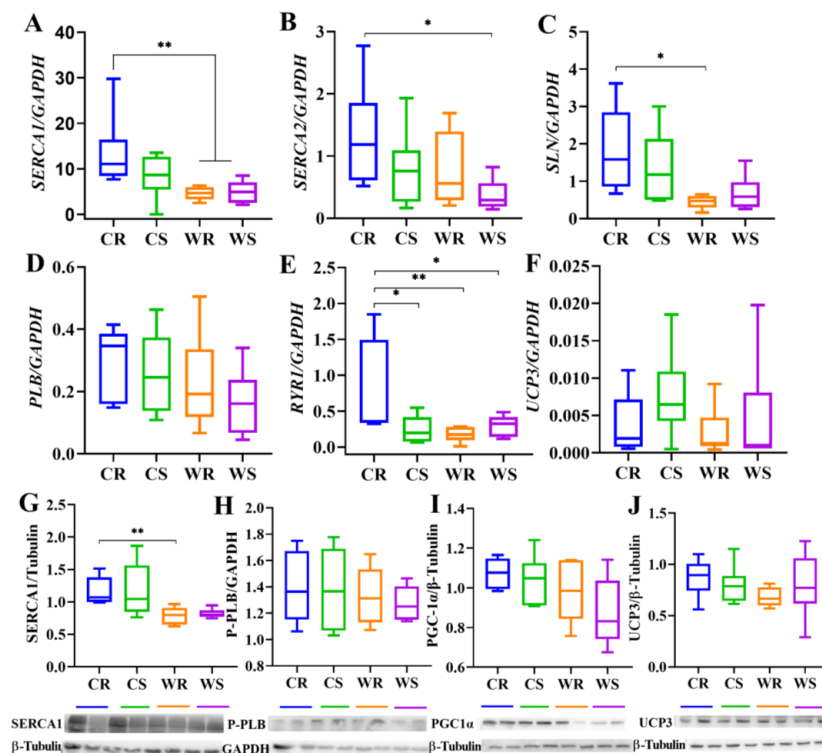 A
SERCA1/GAPDH
40
30
20
10
0
**
CR CS WR WS
B
SERCA2/GAPDH
3
2
1
0
*
CR CS WR WS
C
SLN/GAPDH
5
4
3
2
1
0
*
CR CS WR WS
D
PLB/GAPDH
0.6
0.4
0.2
0.0
CR CS WR WS
E
RYR1/GAPDH
2.5
2.0
1.5
1.0
0.5
0.0
*
**
*
CR CS WR WS
F
UCP3/GAPDH
0.025
0.020
0.015
0.010
0.005
0.000
CR CS WR WS
G
SERCA1/Tubulin
2.0
1.5
1.0
0.5
0.0
**
CR CS WR WS
H
P-PLB/GAPDH
1.8
1.6
1.4
1.2
1.0
0.8
CR CS WR WS
I
PGC-1α/β-Tubulin
1.4
1.2
1.0
0.8
0.6
CR CS WR WS
J
UCP3/β-Tubulin
1.5
1.0
0.5
0.0
CR CS WR WS
SERCA1
β-Tubulin
P-PLB
GAPDH
PGC1α
β-Tubulin
UCP3
β-Tubulin